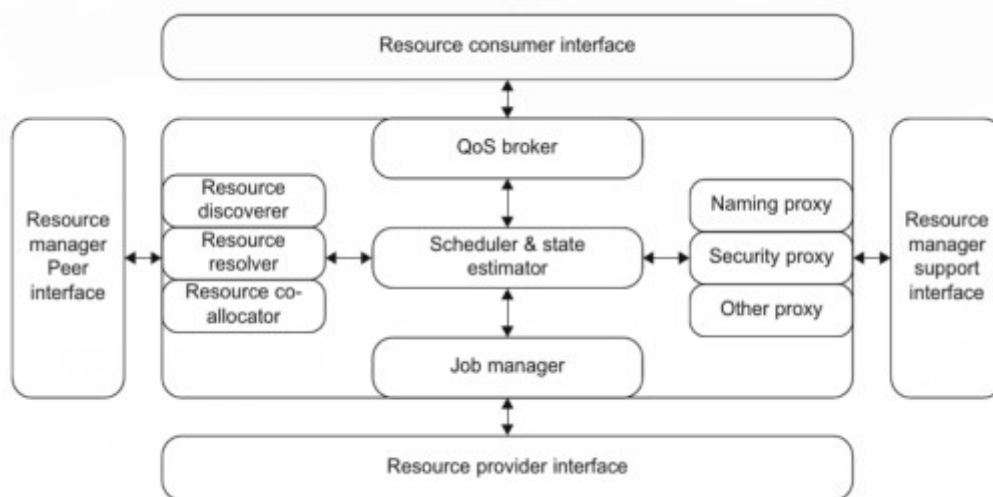 Resource consumer interface
QoS broker
Resource
manager
Peer
interface
Resource
discoverer
Resource
resolver
Resource co-
allocator
Scheduler & state
estimator
Naming proxy
Security proxy
Other proxy
Resource
manager
support
interface
Job manager
Resource provider interface